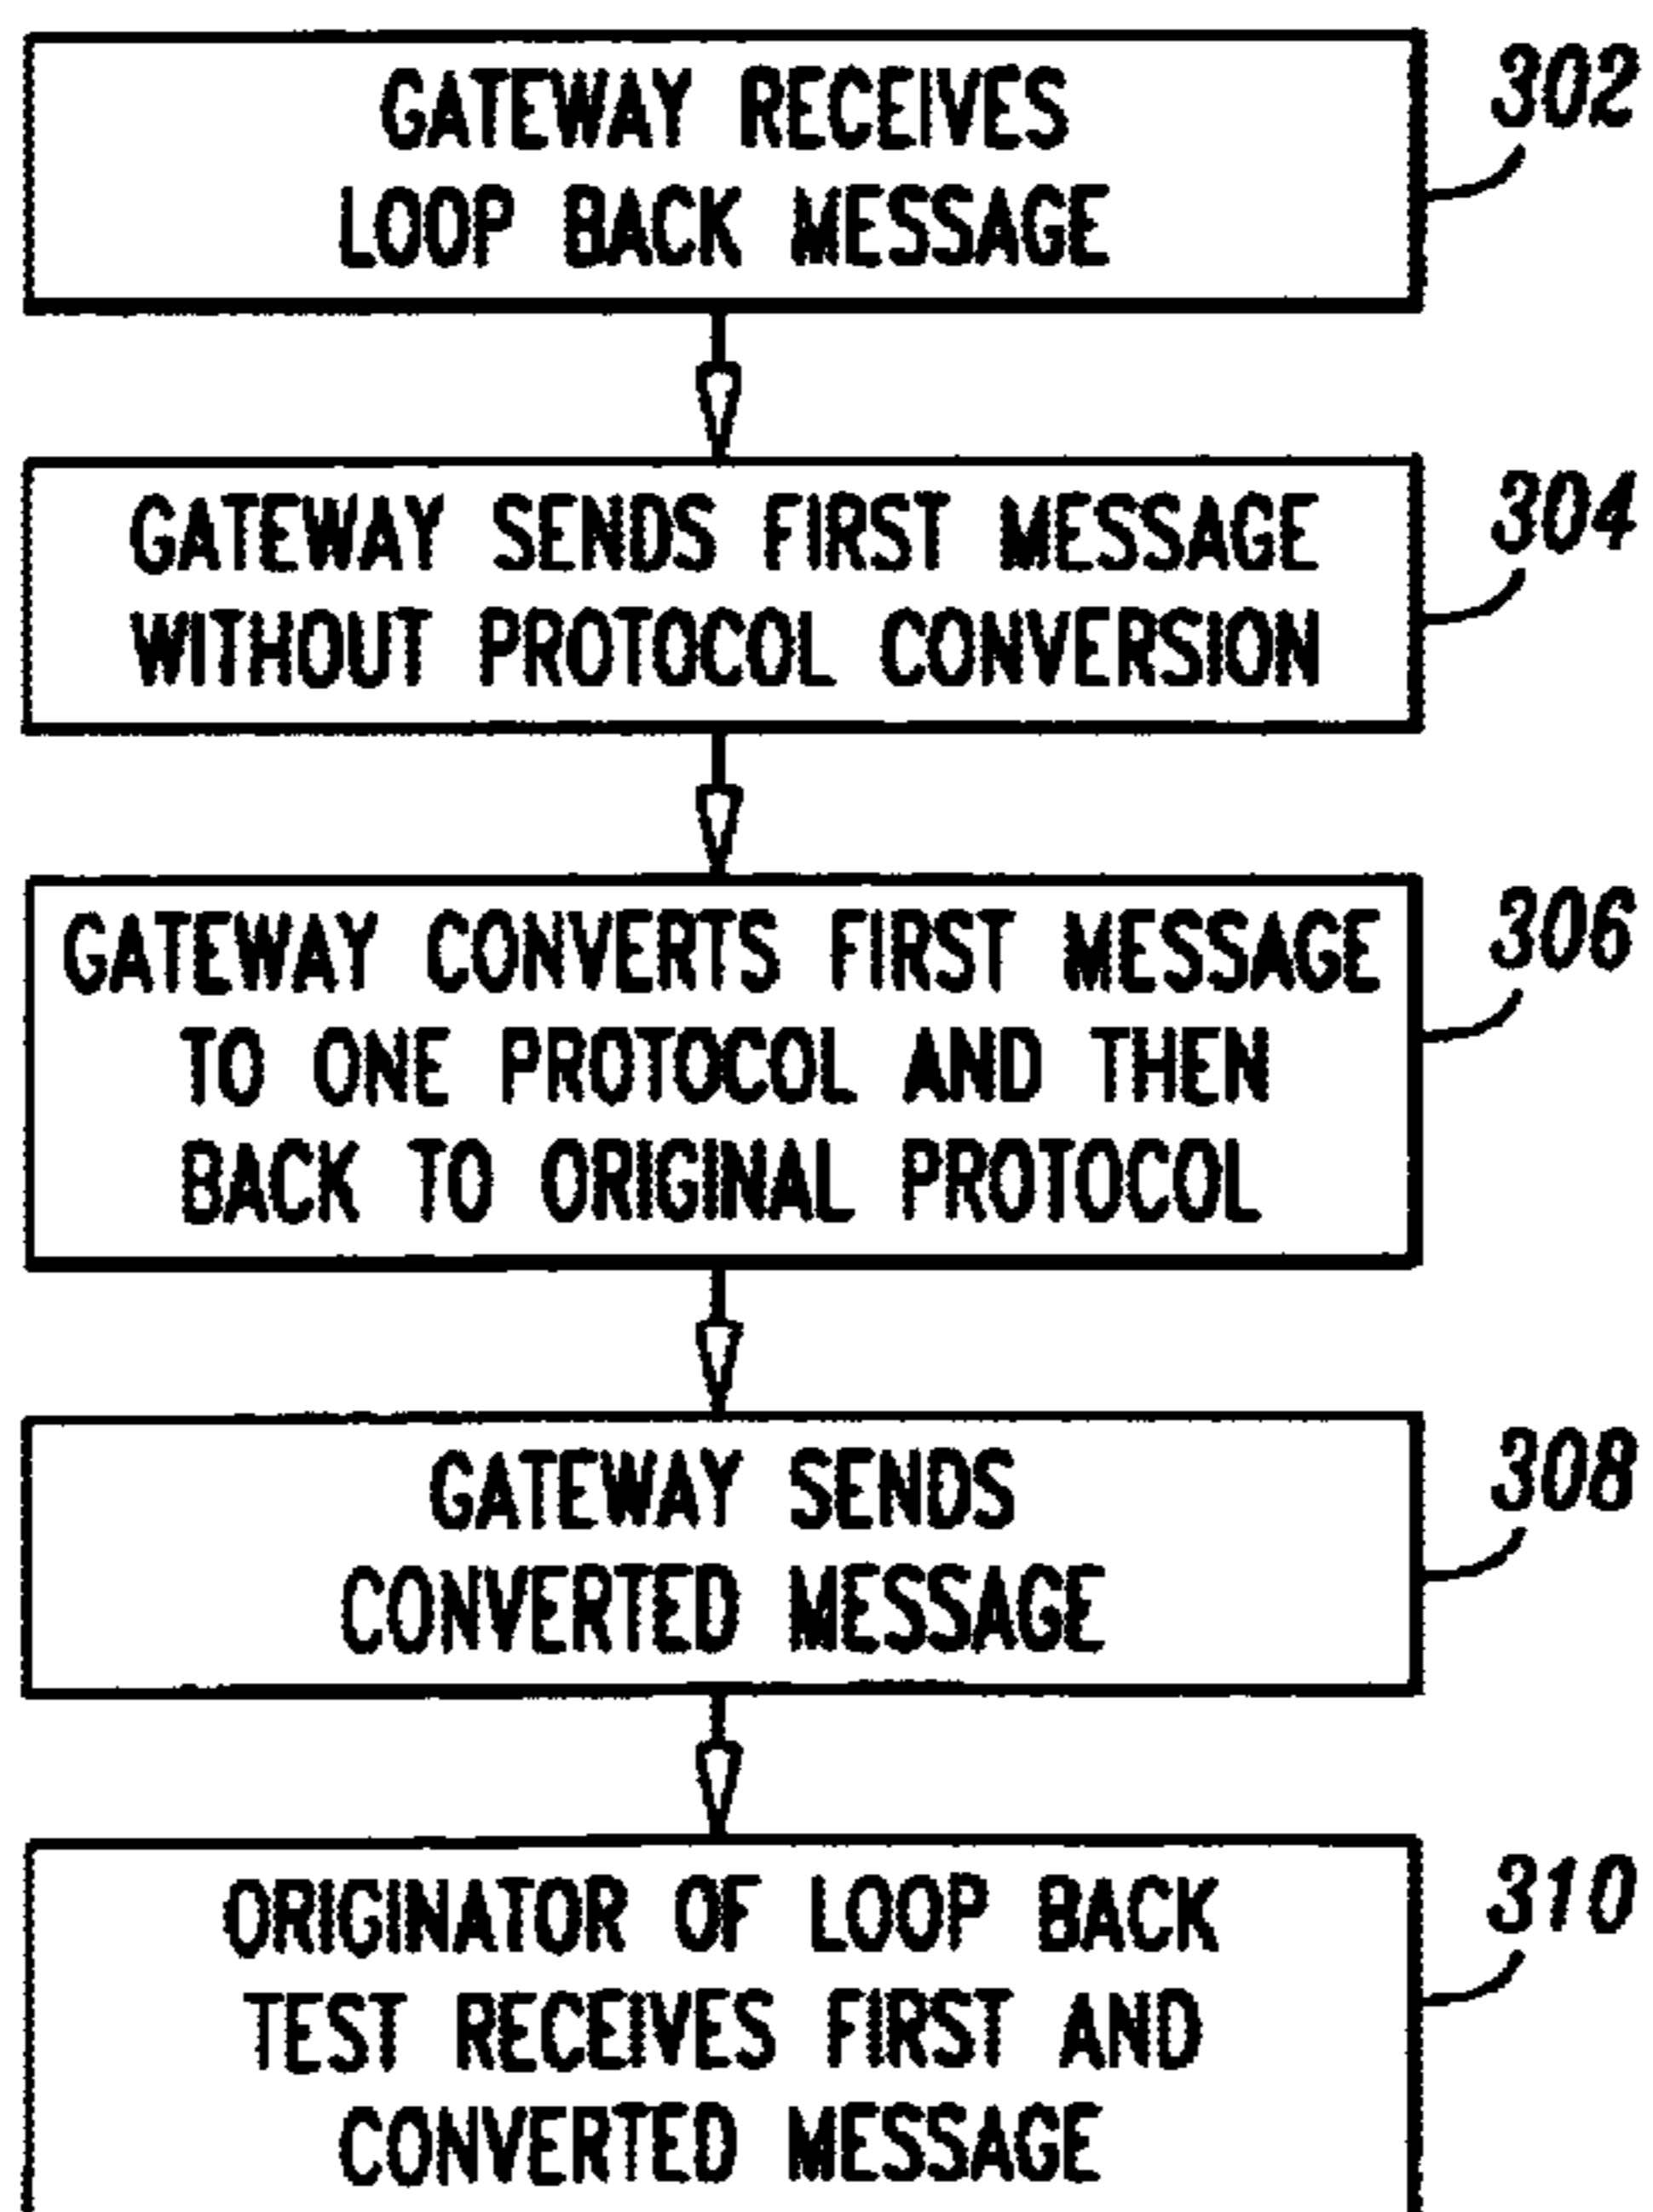 GATEWAY RECEIVES
LOOP BACK MESSAGE
302
GATEWAY SENDS FIRST MESSAGE
WITHOUT PROTOCOL CONVERSION
304
GATEWAY CONVERTS FIRST MESSAGE
TO ONE PROTOCOL AND THEN
BACK TO ORIGINAL PROTOCOL
306
GATEWAY SENDS
CONVERTED MESSAGE
308
ORIGINATOR OF LOOP BACK
TEST RECEIVES FIRST AND
CONVERTED MESSAGE
310